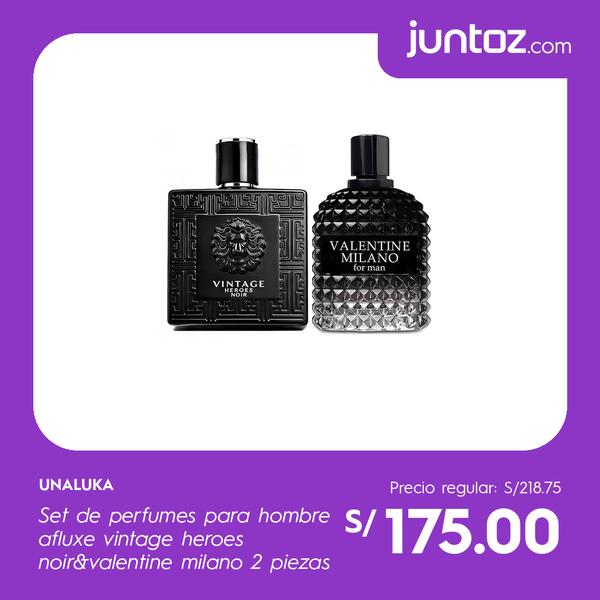 juntoz.com
VINTAGE
HEROES
NOIR
VALENTINE
MILANO
for man
UNALUKA
Set de perfumes para hombre
afluxe vintage heroes
noir&valentine milano 2 piezas
Precio regular: S/218.75
S/175.00